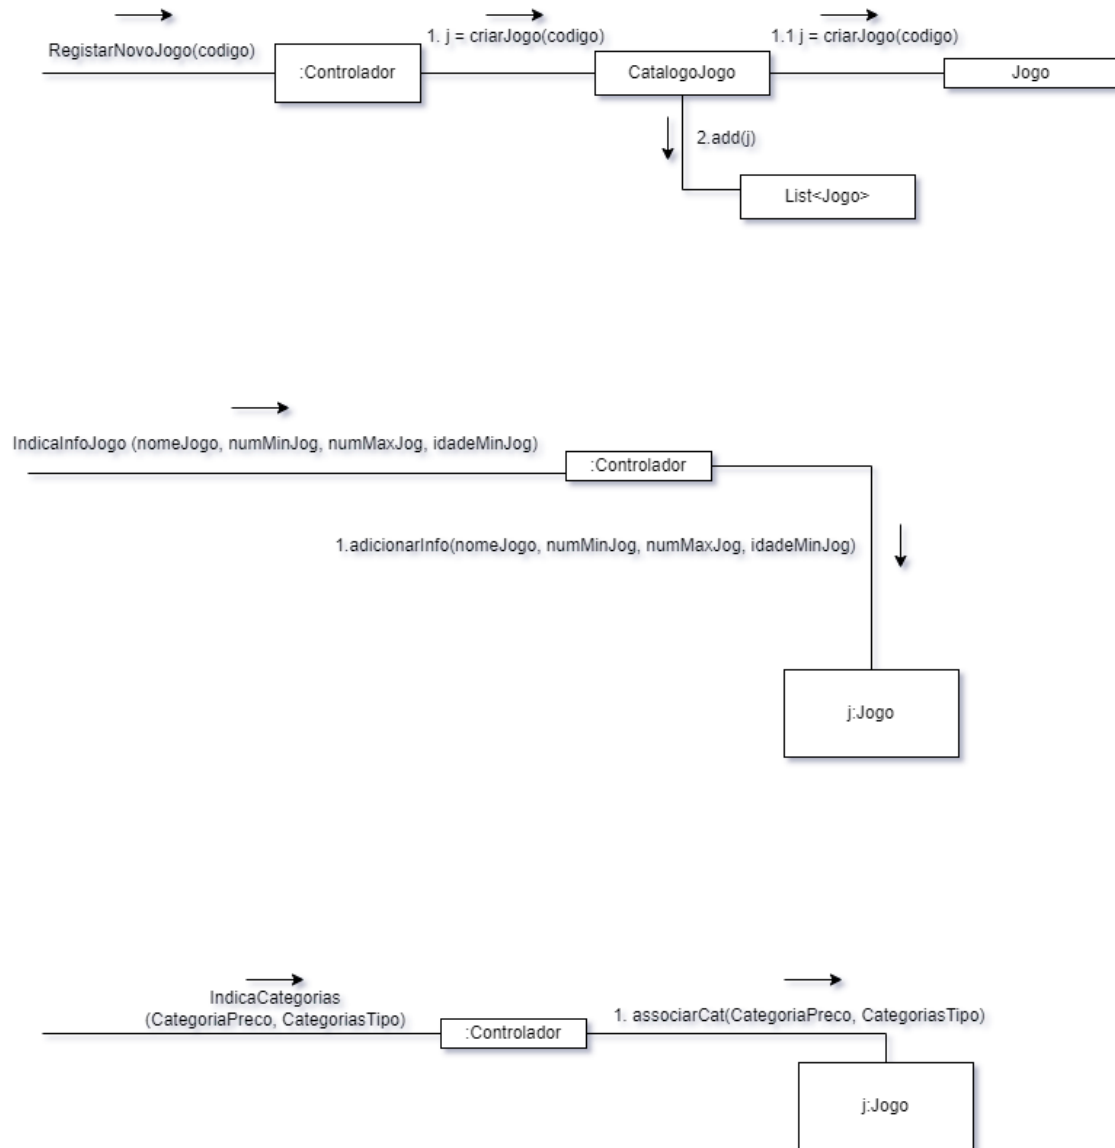 RegistarNovoJogo(codigo)
:Controlador
1. j = criarJogo(codigo)
CatalogoJogo
1.1 j = criarJogo(codigo)
Jogo
2.add(j)
List<Jogo>
IndicaInfoJogo (nomeJogo, numMinJog, numMaxJog, idadeMinJog)
:Controlador
1.adicionarInfo(nomeJogo, numMinJog, numMaxJog, idadeMinJog)
j:Jogo
IndicaCategorias
(CategoriaPreco, CategoriasTipo)
:Controlador
1. associarCat(CategoriaPreco, CategoriasTipo)
j:Jogo